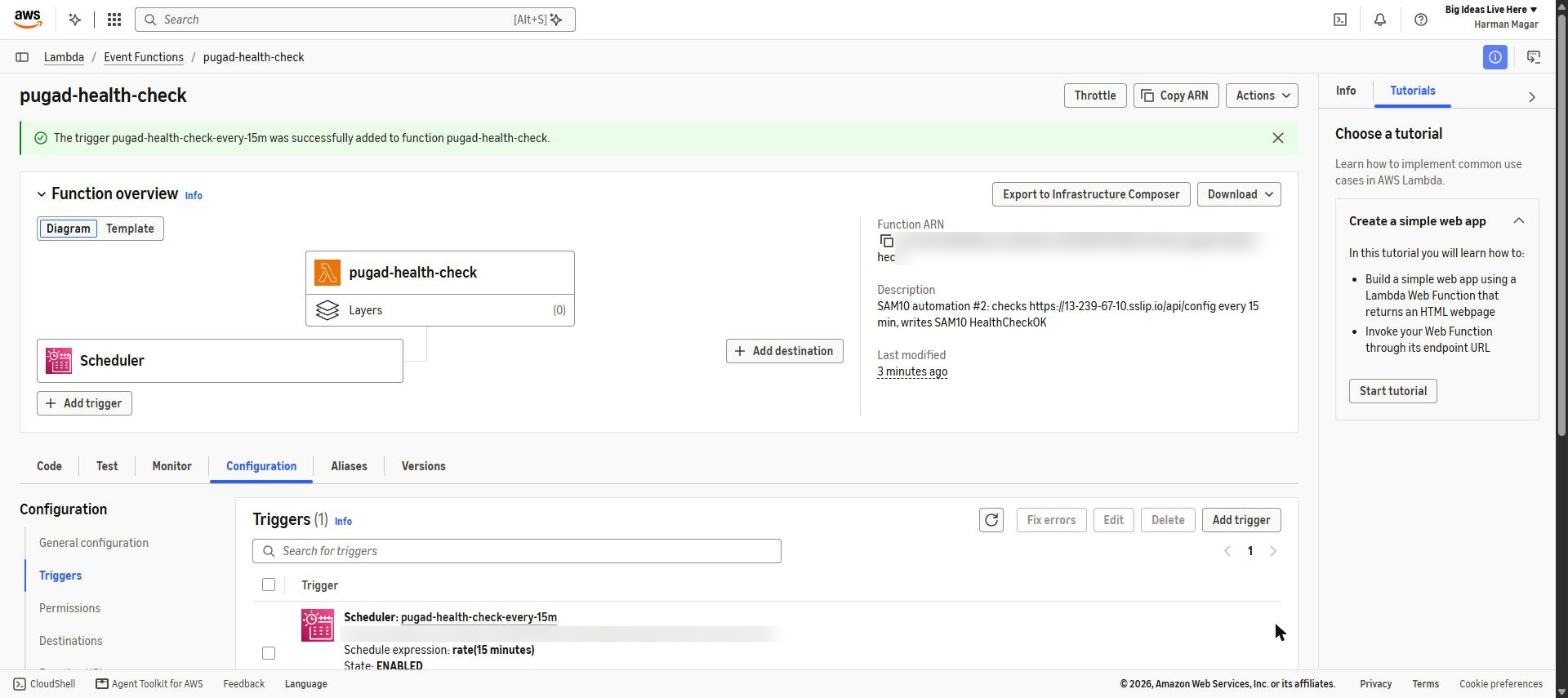 aws
Search
[Alt+S]
Big Ideas Live Here
Harman Magar
Lambda / Event Functions / pugad-health-check
pugad-health-check
Throttle
Copy ARN
Actions
The trigger pugad-health-check-every-15m was successfully added to function pugad-health-check.
Function overview Info
Export to Infrastructure Composer
Download
Diagram
Template
pugad-health-check
Layers (0)
Scheduler
Add trigger
Add destination
Function ARN
hec
Description
SAM10 automation #2: checks https://13-239-67-10.sslip.io/api/config every 15
min, writes SAM10 HealthCheckOK
Last modified
3 minutes ago
Code
Test
Monitor
Configuration
Aliases
Versions
Configuration
General configuration
Triggers
Permissions
Destinations
Triggers (1) Info
Fix errors
Edit
Delete
Add trigger
Search for triggers
1
Trigger
Scheduler: pugad-health-check-every-15m
Schedule expression: rate(15 minutes)
State: ENABLED
Info
Tutorials
Choose a tutorial
Learn how to implement common use
cases in AWS Lambda.
Create a simple web app
In this tutorial you will learn how to:
• Build a simple web app using a
Lambda Web Function that
returns an HTML webpage
• Invoke your Web Function
through its endpoint URL
Start tutorial
CloudShell
Agent Toolkit for AWS
Feedback
Language
© 2026, Amazon Web Services, Inc. or its affiliates.
Privacy
Terms
Cookie preferences